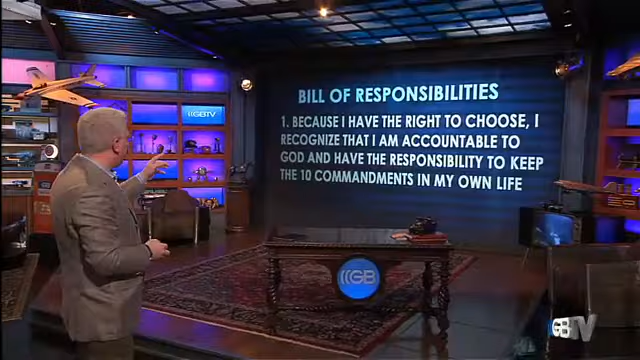 BILL OF RESPONSIBILITIES
1. BECAUSE I HAVE THE RIGHT TO CHOOSE, I
RECOGNIZE THAT I AM ACCOUNTABLE TO
GOD AND HAVE THE RESPONSIBILITY TO KEEP
THE 10 COMMANDMENTS IN MY OWN LIFE
GBTV
GB
GBTV